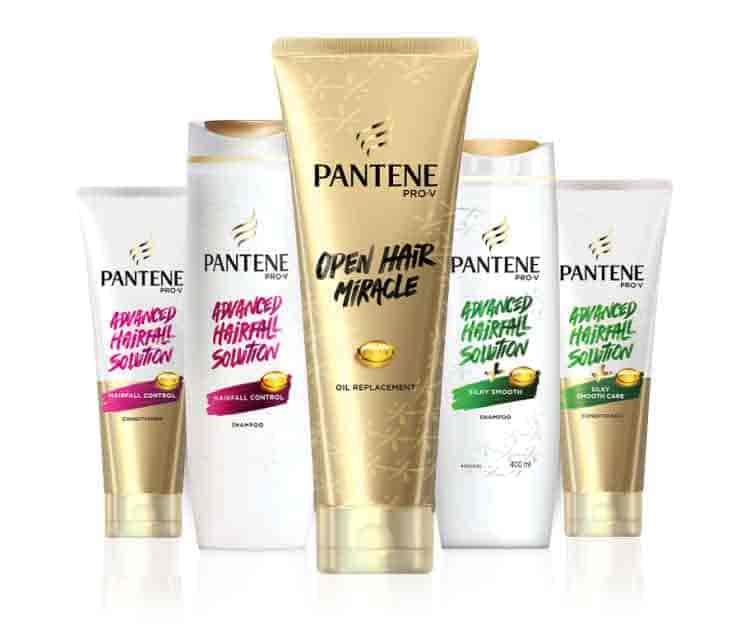 PANTENE
PRO-V
ADVANCED
HAIRFALL
SOLUTION
HAIRFALL CONTROL
CONDITIONER
PANTENE
PRO-V
ADVANCED
HAIRFALL
SOLUTION
HAIRFALL CONTROL
SHAMPOO
PANTENE
PRO-V
OPEN HAIR
MIRACLE
OIL REPLACEMENT
PANTENE
PRO-V
ADVANCED
HAIRFALL
SOLUTION
SILKY SMOOTH
SHAMPOO
400 ml
PANTENE
PRO-V
ADVANCED
HAIRFALL
SOLUTION
SILKY
SMOOTH CARE
CONDITIONER